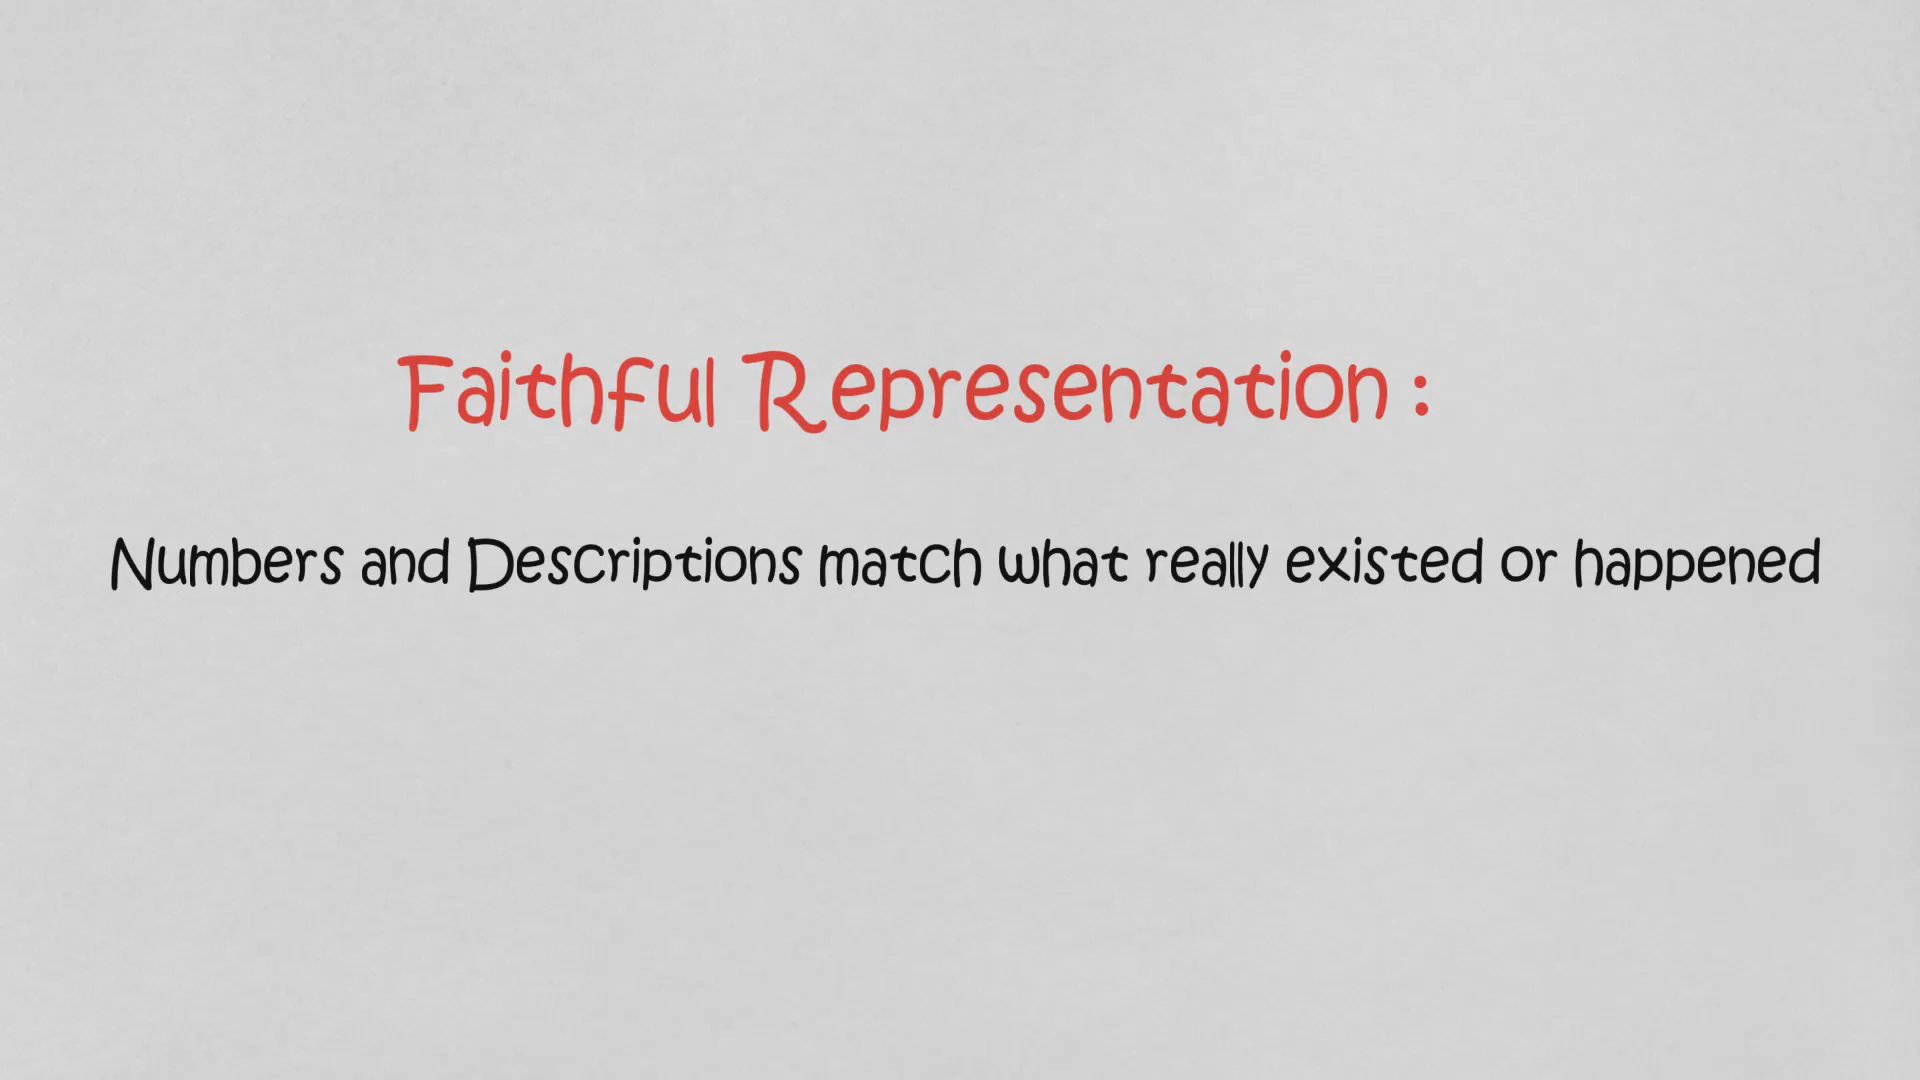 Faithful Representation :
Numbers and Descriptions match what really existed or happened